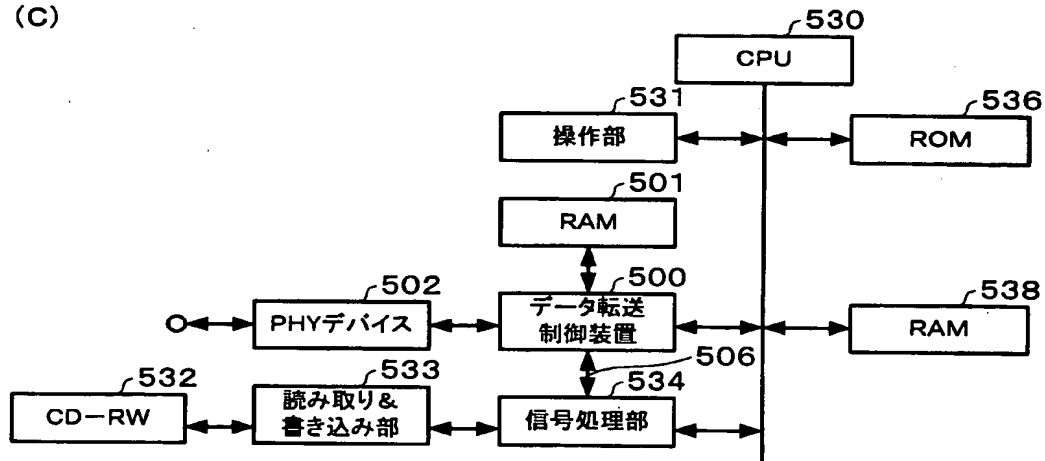 (C)
530
CPU
531
操作部
536
ROM
501
RAM
502
PHYデバイス
500
データ転送
制御装置
538
RAM
506
532
CD-RW
533
読み取り&
書き込み部
534
信号処理部